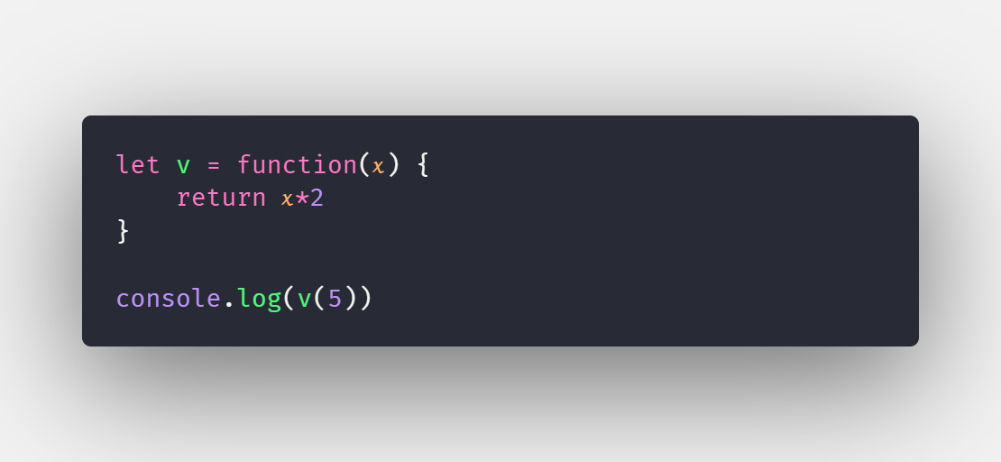 let v = function(x) {
    return x*2
}

console.log(v(5))